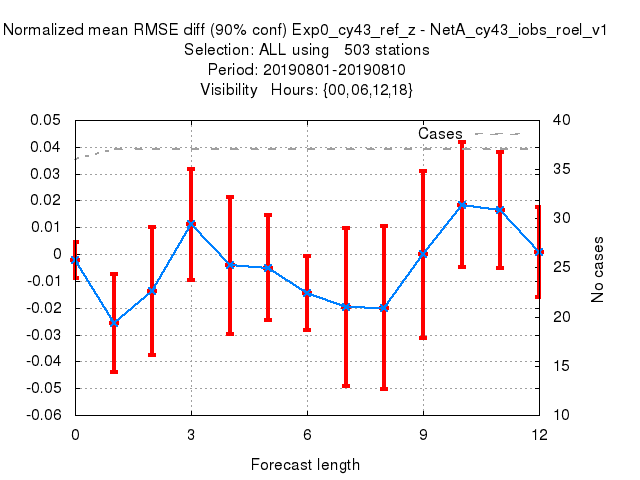 Normalized mean RMSE diff (90% conf) Exp0_cy43_ref_z - NetA_cy43_iobs_roel_v1
Selection: ALL using   503 stations
Period: 20190801-20190810
Visibility   Hours: {00,06,12,18}
Cases
0.05
0.04
0.03
0.02
0.01
0
-0.01
-0.02
-0.03
-0.04
-0.05
-0.06
40
35
30
25
20
15
10
No cases
0 3 6 9 12
Forecast length